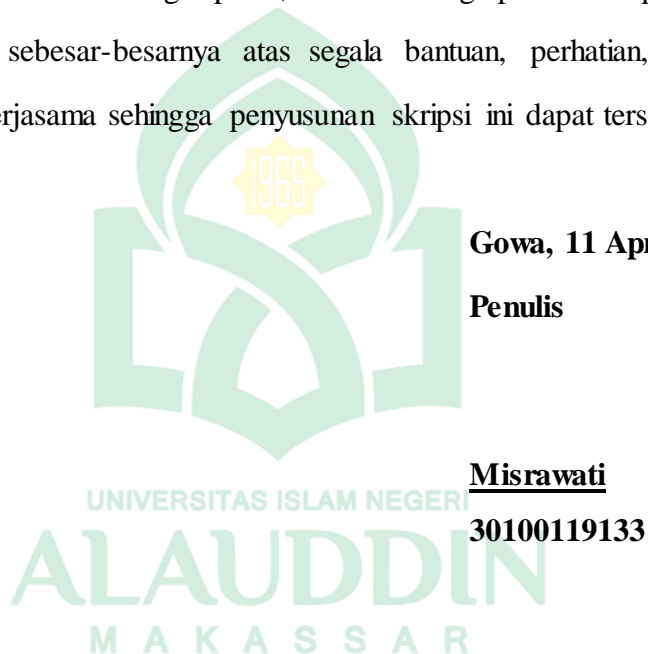 sebesar-besarnya atas segala bantuan, perhatian,
erjasama sehingga penyusunan skripsi ini dapat ters
1965
Gowa, 11 Apr
Penulis
Misrawati
30100119133
UNIVERSITAS ISLAM NEGERI
ALAUDDIN
MAKASSAR